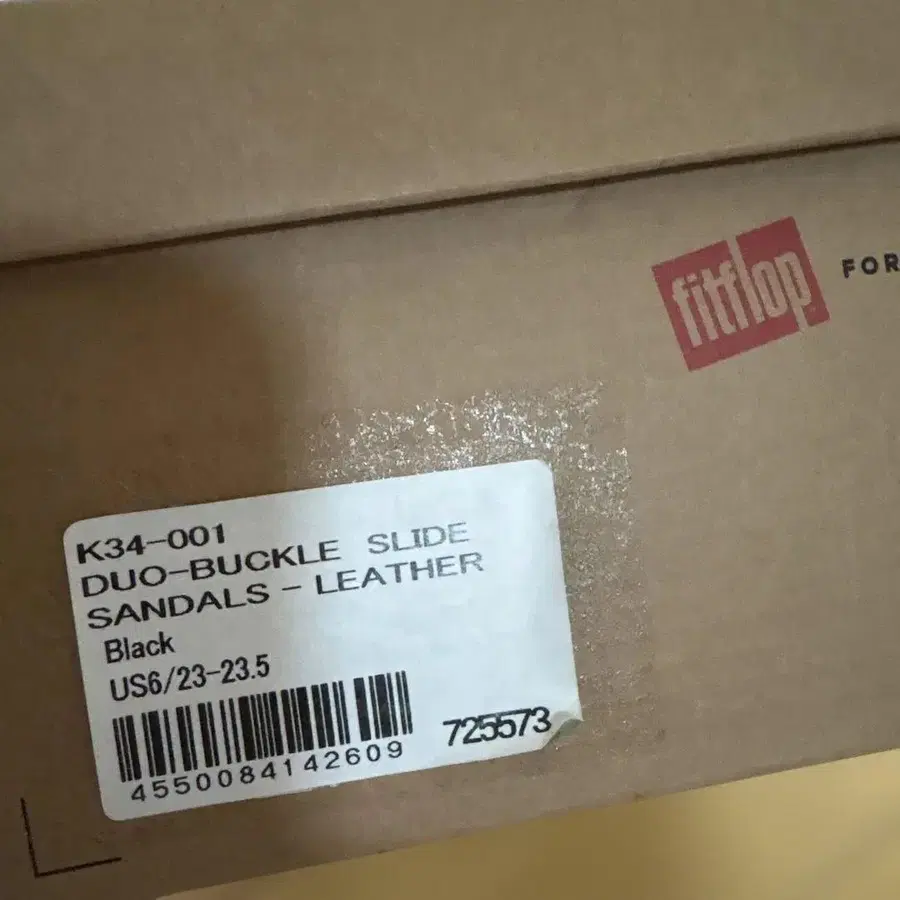 fitflop
FOR
K34-001
DUO-BUCKLE SLIDE
SANDALS - LEATHER
Black
US6/23-23.5
4550084142609
725573